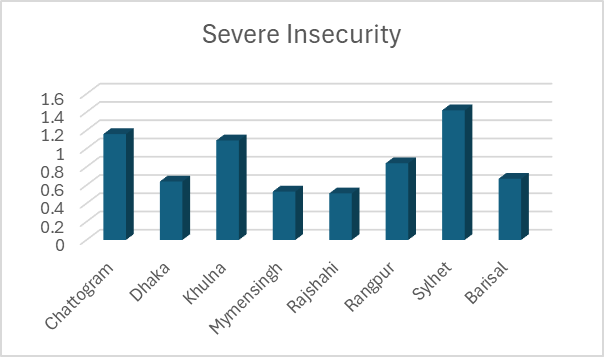 Severe Insecurity
1.6
1.4
1.2
1
0.8
0.6
0.4
0.2
0
Chattogram
Dhaka
Khulna
Mymensingh
Rajshahi
Rangpur
Sylhet
Barisal